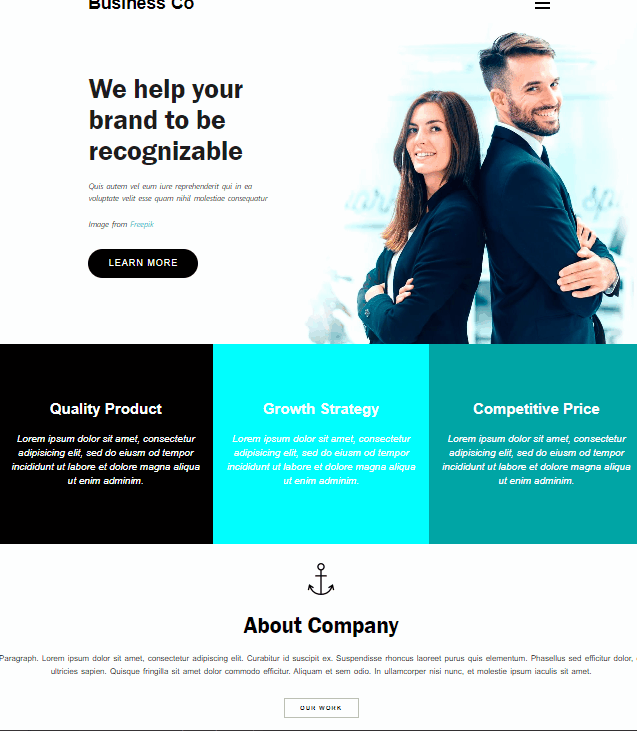 Business Co
We help your
brand to be
recognizable
Quis autem vel eum iure reprehenderit qui in ea
voluptate velit esse quam nihil molestiae consequatur
Image from Freepik
LEARN MORE
Quality Product
Lorem ipsum dolor sit amet, consectetur
adipisicing elit, sed do eiusm od tempor
incididunt ut labore et dolore magna aliqua
ut enim adminim.
Growth Strategy
Lorem ipsum dolor sit amet, consectetur
adipisicing elit, sed do eiusm od tempor
incididunt ut labore et dolore magna aliqua
ut enim adminim.
Competitive Price
Lorem ipsum dolor sit amet, consectetur
adipisicing elit, sed do eiusm od tempor
incididunt ut labore et dolore magna aliqua
ut enim adminim.
About Company
Paragraph. Lorem ipsum dolor sit amet, consectetur adipiscing elit. Curabitur id suscipit ex. Suspendisse rhoncus laoreet purus quis elementum. Phasellus sed efficitur dolor,
ultricies sapien. Quisque fringilla sit amet dolor commodo efficitur. Aliquam et sem odio. In ullamcorper nisi nunc, et molestie ipsum iaculis sit amet.
OUR WORK